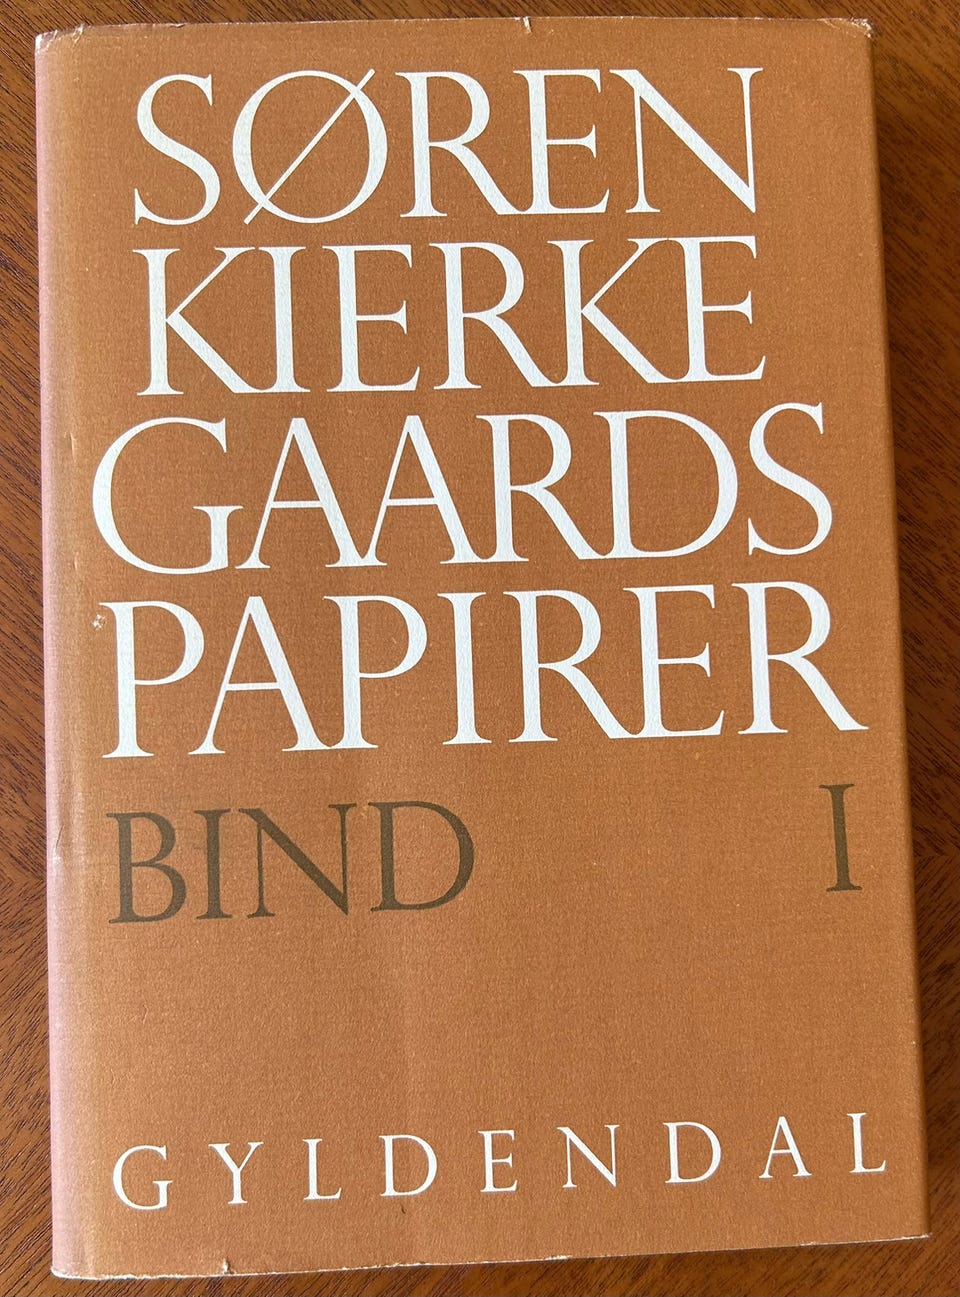 SØREN
KIERKE
GAARDS
PAPIRER
BIND I
GYLDENDAL